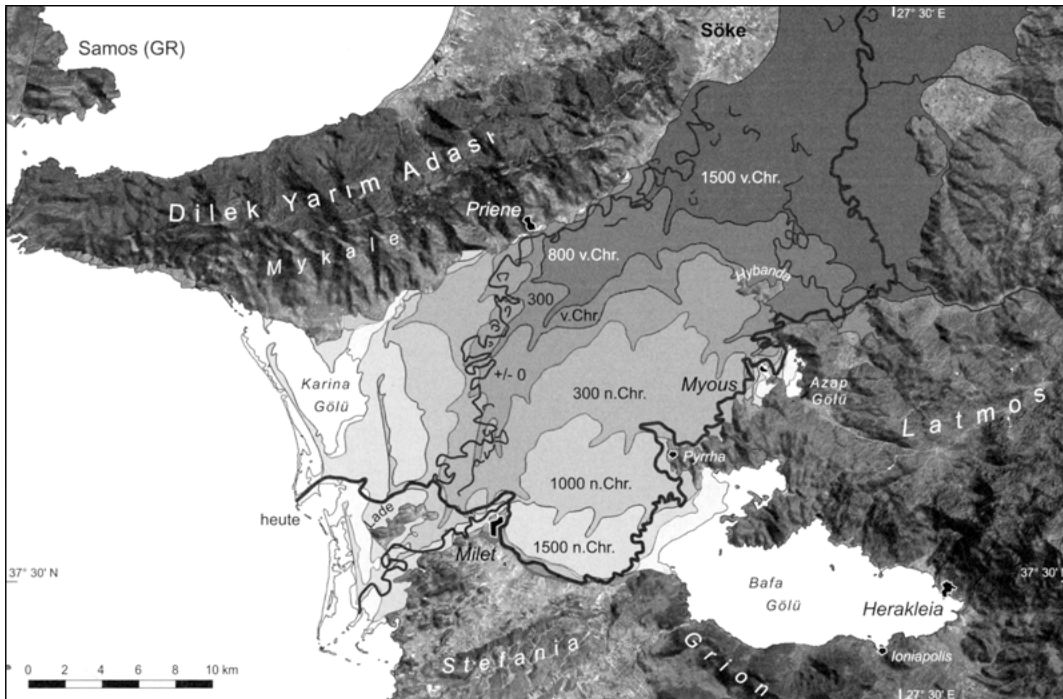 27° 30' E
Söke
Samos (GR)
Dilek Yarım Adası
1500 v.Chr.
Priene
Mykale
800 v.Chr.
Hybanda
300
v.Chr.
+/- 0
Karina
Gölü
Myous
Azap
Gölü
300 n.Chr.
Latmos
Pyrrha
1000 n.Chr.
heute
Lade
Milet
1500 n.Chr.
37° 30' N
37° 30' N
Bafa
Gölü
Herakleia
Stefania
Grion
Ioniapolis
0 2 4 6 8 10 km
27° 30' E